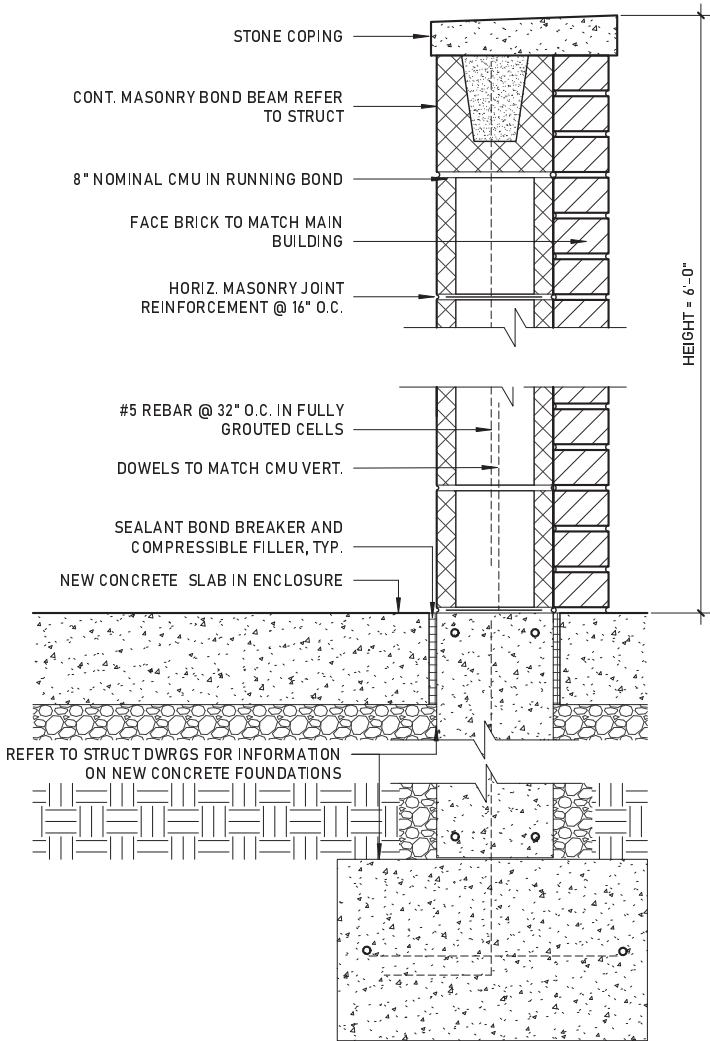 STONE COPING
CONT. MASONRY BOND BEAM REFER
TO STRUCT
8" NOMINAL CMU IN RUNNING BOND
FACE BRICK TO MATCH MAIN
BUILDING
HORIZ. MASONRY JOINT
REINFORCEMENT @ 16" O.C.
HEIGHT = 6'-0"
#5 REBAR @ 32" O.C. IN FULLY
GROUTED CELLS
DOWELS TO MATCH CMU VERT.
SEALANT BOND BREAKER AND
COMPRESSIBLE FILLER, TYP.
NEW CONCRETE SLAB IN ENCLOSURE
REFER TO STRUCT DWRGS FOR INFORMATION
ON NEW CONCRETE FOUNDATIONS